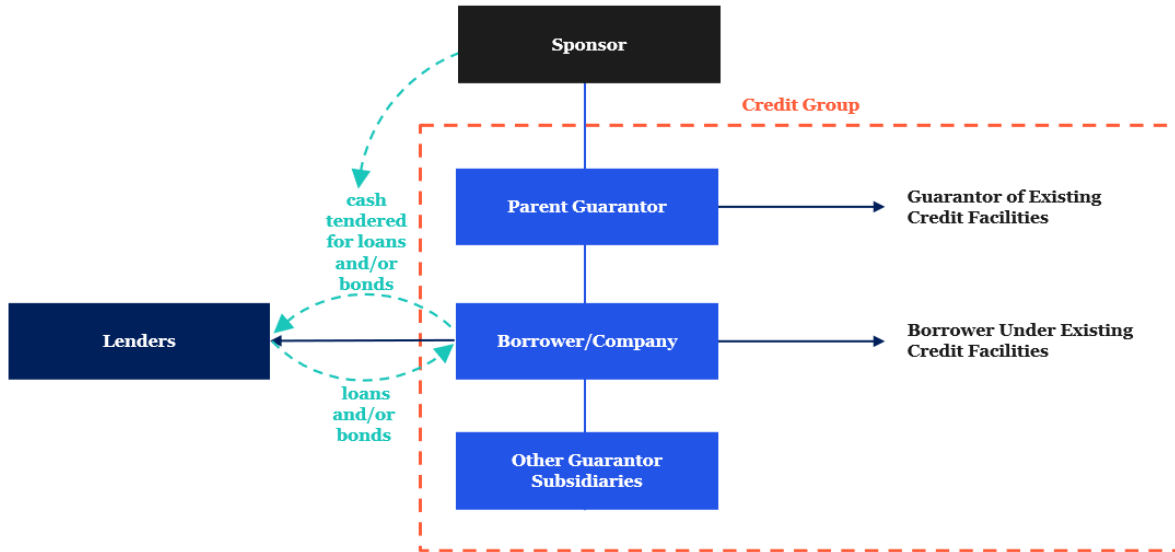 Sponsor
Credit Group
cash
tendered
for loans
and/or
bonds
Parent Guarantor
Guarantor of Existing
Credit Facilities
Lenders
Borrower/Company
Borrower Under Existing
Credit Facilities
loans
and/or
bonds
Other Guarantor
Subsidiaries